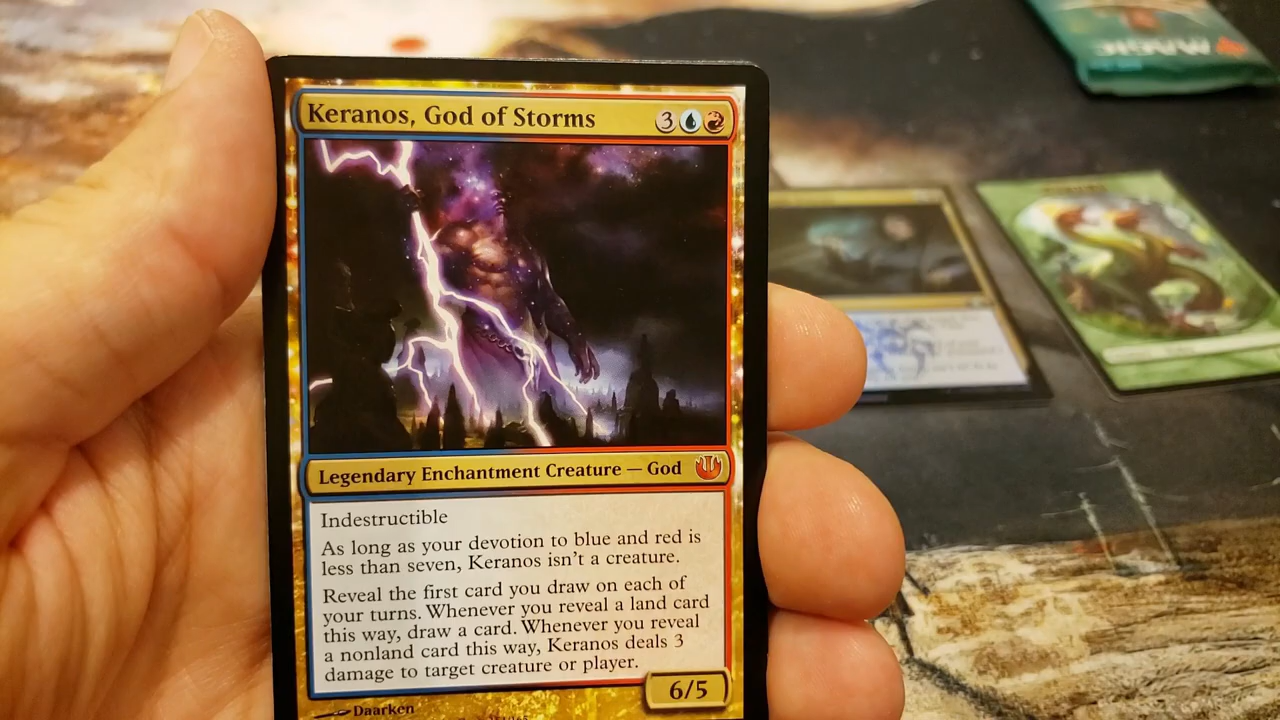 Keranos, God of Storms
3
Legendary Enchantment Creature — God
Indestructible
As long as your devotion to blue and red is
less than seven, Keranos isn't a creature.
Reveal the first card you draw on each of
your turns. Whenever you reveal a land card
this way, draw a card. Whenever you reveal
a nonland card this way, Keranos deals 3
damage to target creature or player.
6/5
Daarken
MAGIC